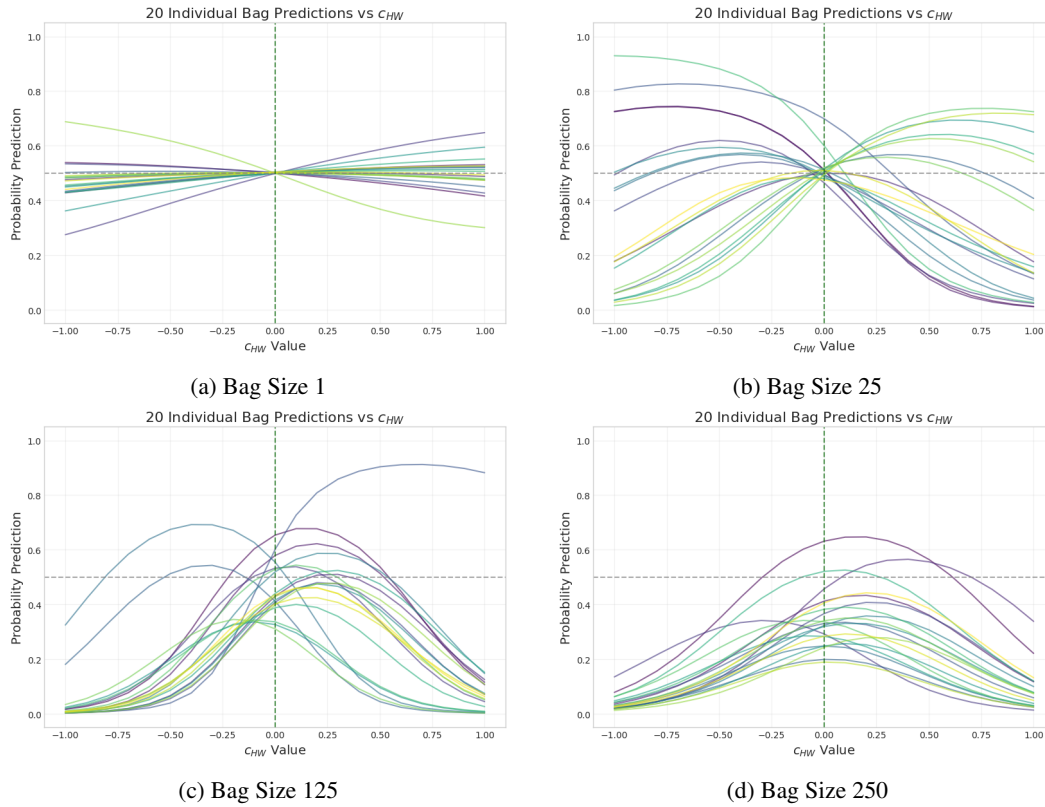 20 Individual Bag Predictions vs c_HW
Probability Prediction
1.0
0.8
0.6
0.4
0.2
0.0
−1.00 −0.75 −0.50 −0.25 0.00 0.25 0.50 0.75 1.00
c_HW Value
(a) Bag Size 1
20 Individual Bag Predictions vs c_HW
Probability Prediction
1.0
0.8
0.6
0.4
0.2
0.0
−1.00 −0.75 −0.50 −0.25 0.00 0.25 0.50 0.75 1.00
c_HW Value
(b) Bag Size 25
20 Individual Bag Predictions vs c_HW
Probability Prediction
1.0
0.8
0.6
0.4
0.2
0.0
−1.00 −0.75 −0.50 −0.25 0.00 0.25 0.50 0.75 1.00
c_HW Value
(c) Bag Size 125
20 Individual Bag Predictions vs c_HW
Probability Prediction
1.0
0.8
0.6
0.4
0.2
0.0
−1.00 −0.75 −0.50 −0.25 0.00 0.25 0.50 0.75 1.00
c_HW Value
(d) Bag Size 250